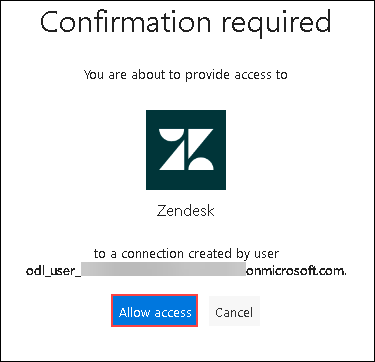 Confirmation required
You are about to provide access to
Zendesk
to a connection created by user
odl_user_ onmicrosoft.com.
Allow access Cancel